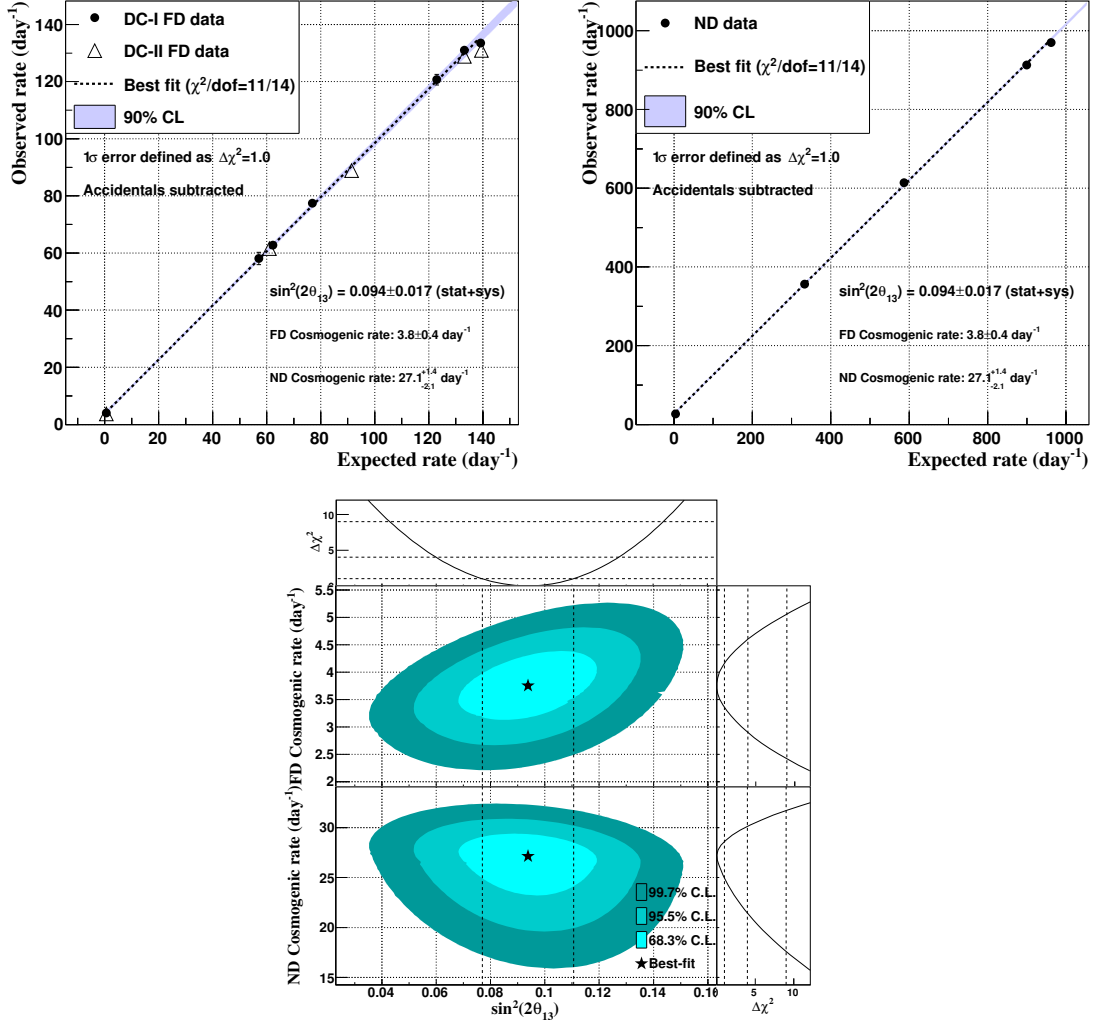 Observed rate (day⁻¹)
DC-I FD data
DC-II FD data
Best fit (χ²/dof=11/14)
90% CL
1σ error defined as Δχ²=1.0
Accidentals subtracted
sin²(2θ₁₃) = 0.094±0.017 (stat+sys)
FD Cosmogenic rate: 3.8±0.4 day⁻¹
ND Cosmogenic rate: 27.1+1.4-2.1 day⁻¹
140
120
100
80
60
40
20
0
0 20 40 60 80 100 120 140
Expected rate (day⁻¹)
Observed rate (day⁻¹)
ND data
Best fit (χ²/dof=11/14)
90% CL
1σ error defined as Δχ²=1.0
Accidentals subtracted
sin²(2θ₁₃) = 0.094±0.017 (stat+sys)
FD Cosmogenic rate: 3.8±0.4 day⁻¹
ND Cosmogenic rate: 27.1+1.4-2.1 day⁻¹
1000
800
600
400
200
0
0 200 400 600 800 1000
Expected rate (day⁻¹)
Δχ²
10
5
FD Cosmogenic rate (day⁻¹)
5.5
5
4.5
4
3.5
3
2.5
2
ND Cosmogenic rate (day⁻¹)
30
25
20
15
99.7% C.L.
95.5% C.L.
68.3% C.L.
Best-fit
0.04 0.06 0.08 0.1 0.12 0.14 0.16
sin²(2θ₁₃)
5 10
Δχ²